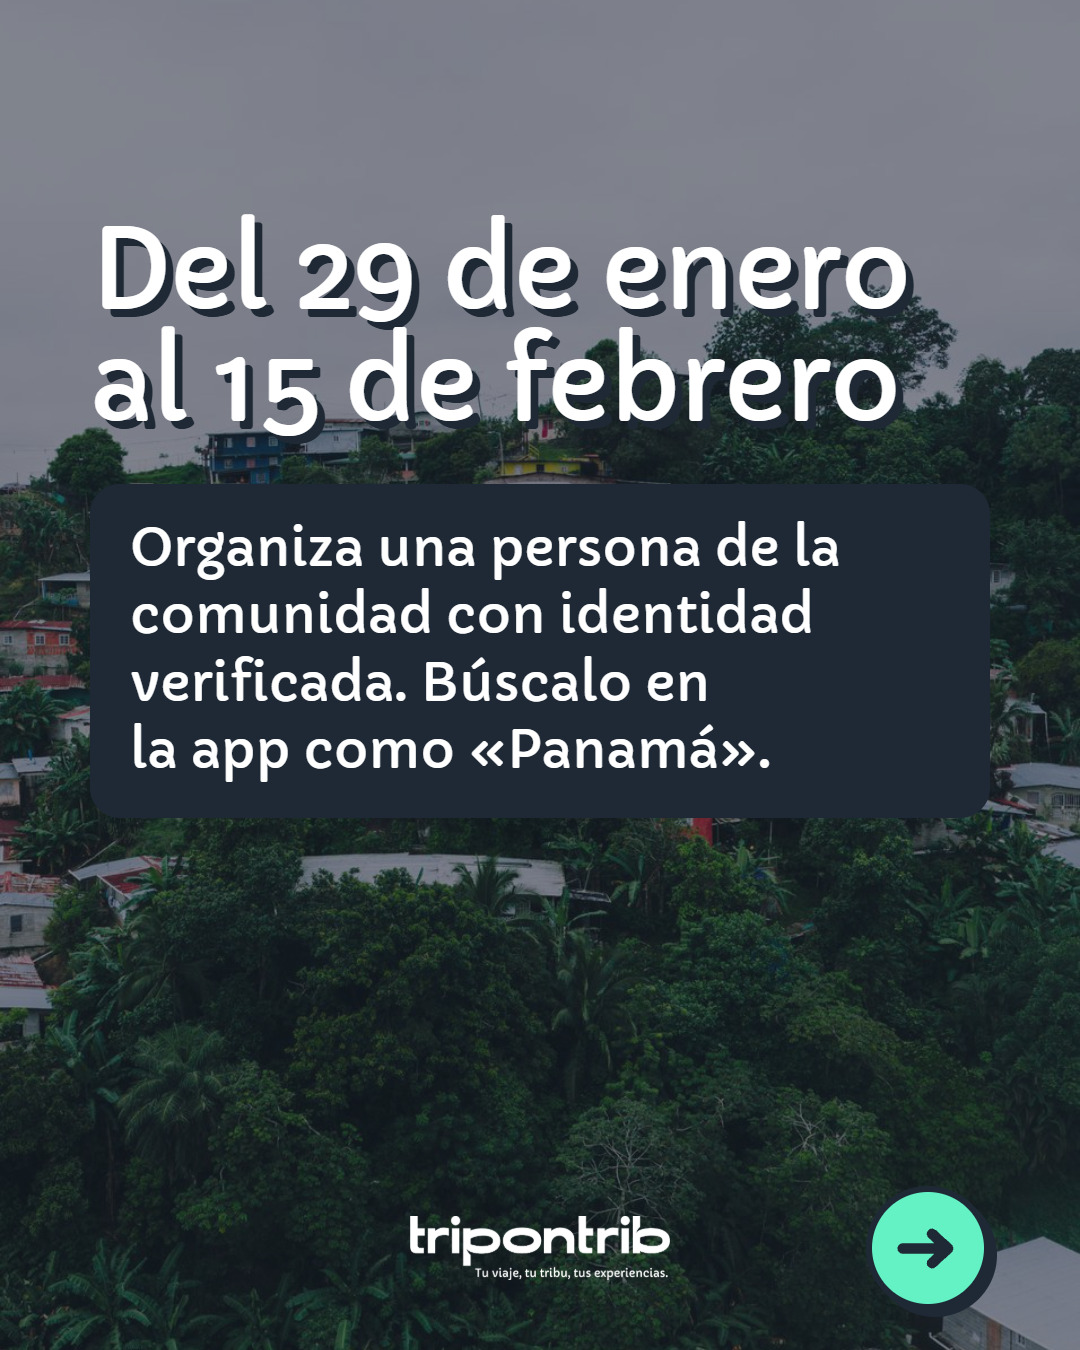 Del 29 de enero
al 15 de febrero
Organiza una persona de la
comunidad con identidad
verificada. Búscalo en
la app como «Panamá».
tripontrib
Tu viaje, tu tribu, tus experiencias.